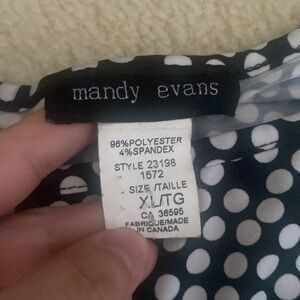 mandy evans
96%POLYESTER
4%SPANDEX
STYLE 23198
1572
SIZE /TAILLE
XL/TG
CA 36595
FABRIQUE/MADE
IN CANADA